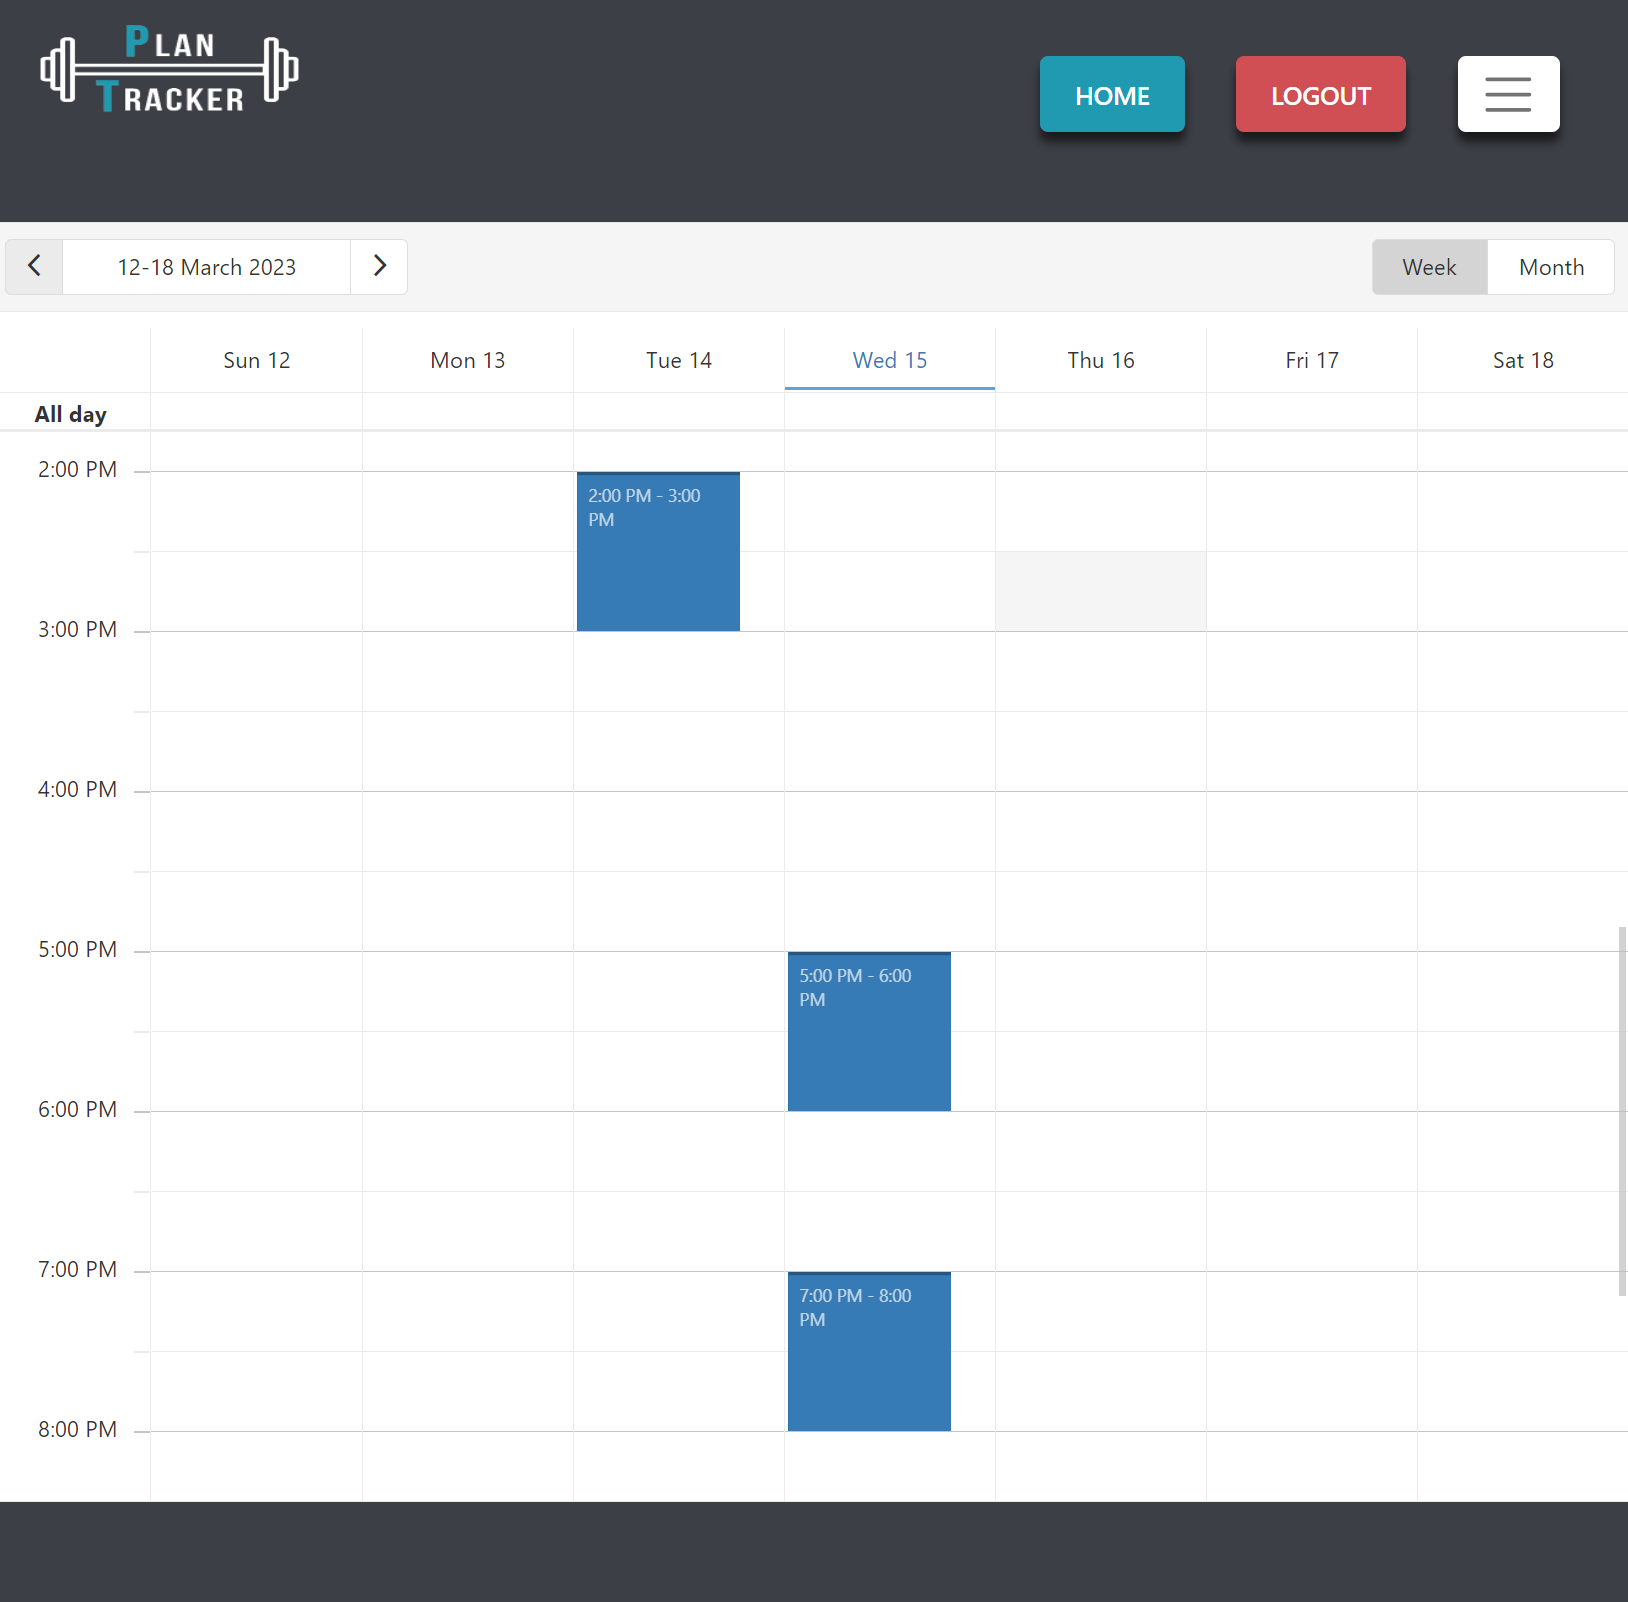 PLAN
TRACKER
HOME
LOGOUT
12-18 March 2023
Week
Month
Sun 12
Mon 13
Tue 14
Wed 15
Thu 16
Fri 17
Sat 18
All day
2:00 PM
2:00 PM - 3:00
PM
3:00 PM
4:00 PM
5:00 PM
5:00 PM - 6:00
PM
6:00 PM
7:00 PM
7:00 PM - 8:00
PM
8:00 PM